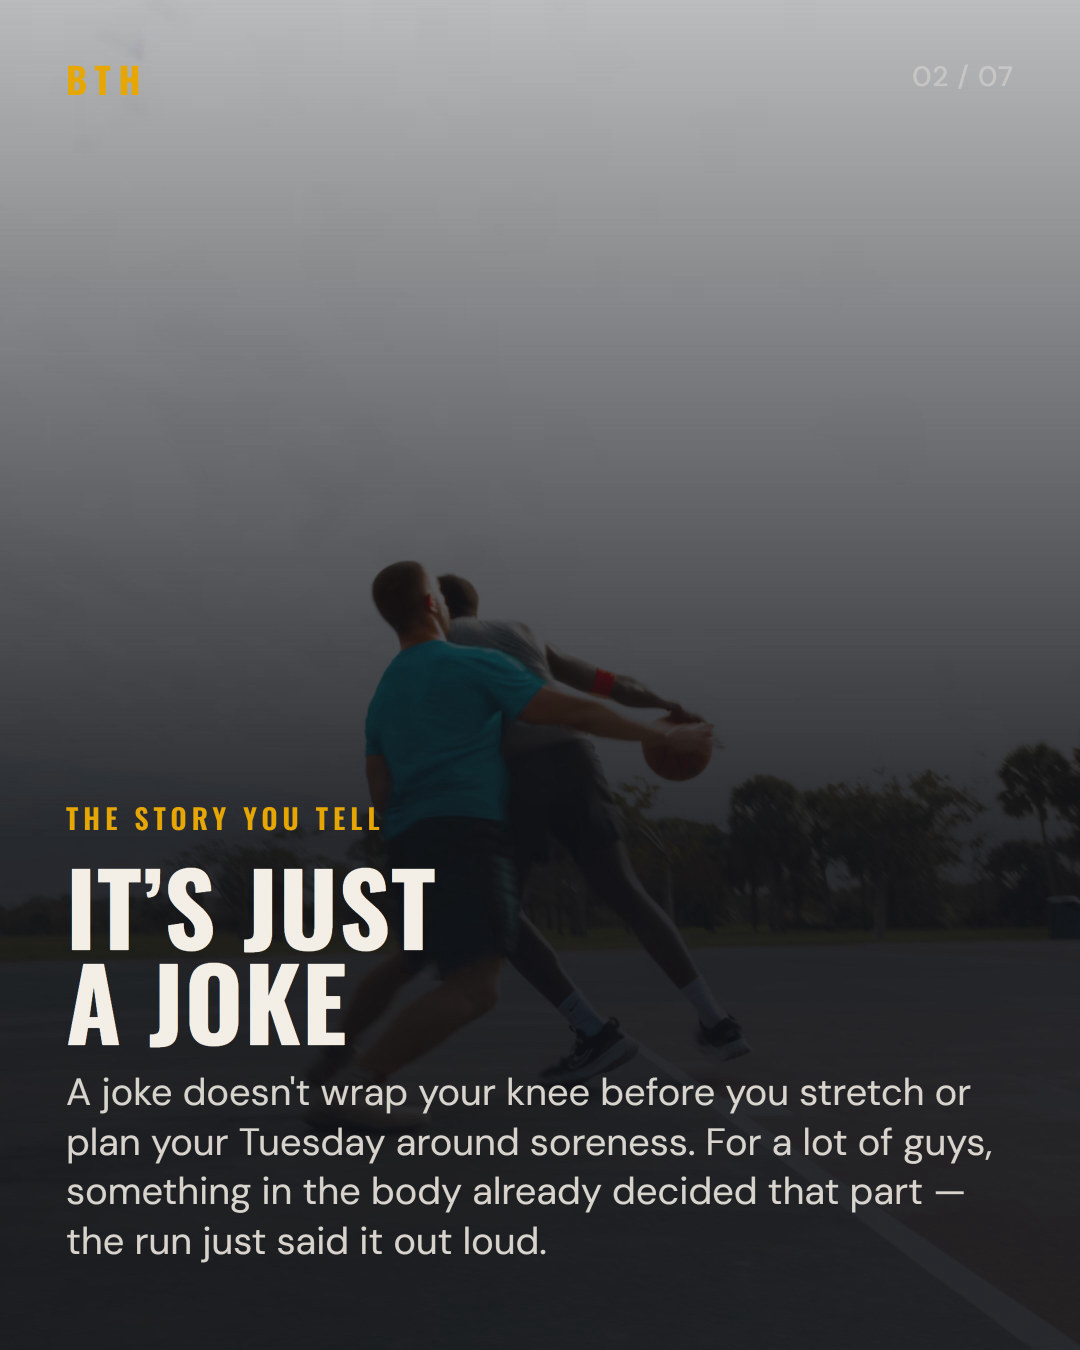 BTH
02 / 07
THE STORY YOU TELL
IT’S JUST
A JOKE
A joke doesn't wrap your knee before you stretch or
plan your Tuesday around soreness. For a lot of guys,
something in the body already decided that part —
the run just said it out loud.